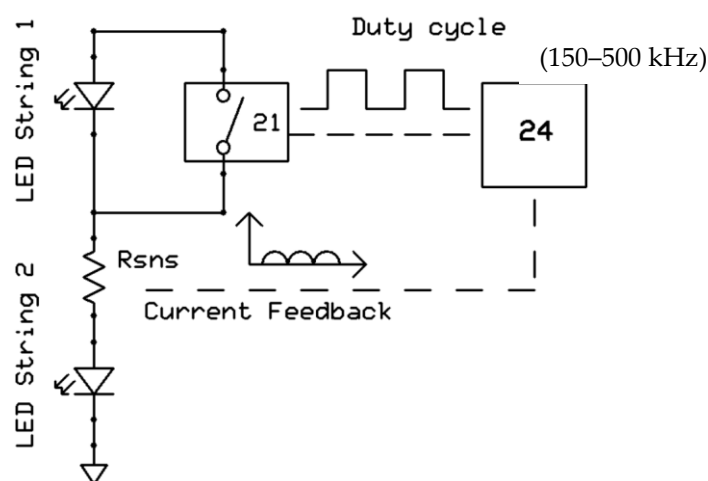 LED String 1
Duty cycle
(150–500 kHz)
21
24
Rsns
Current Feedback
LED String 2